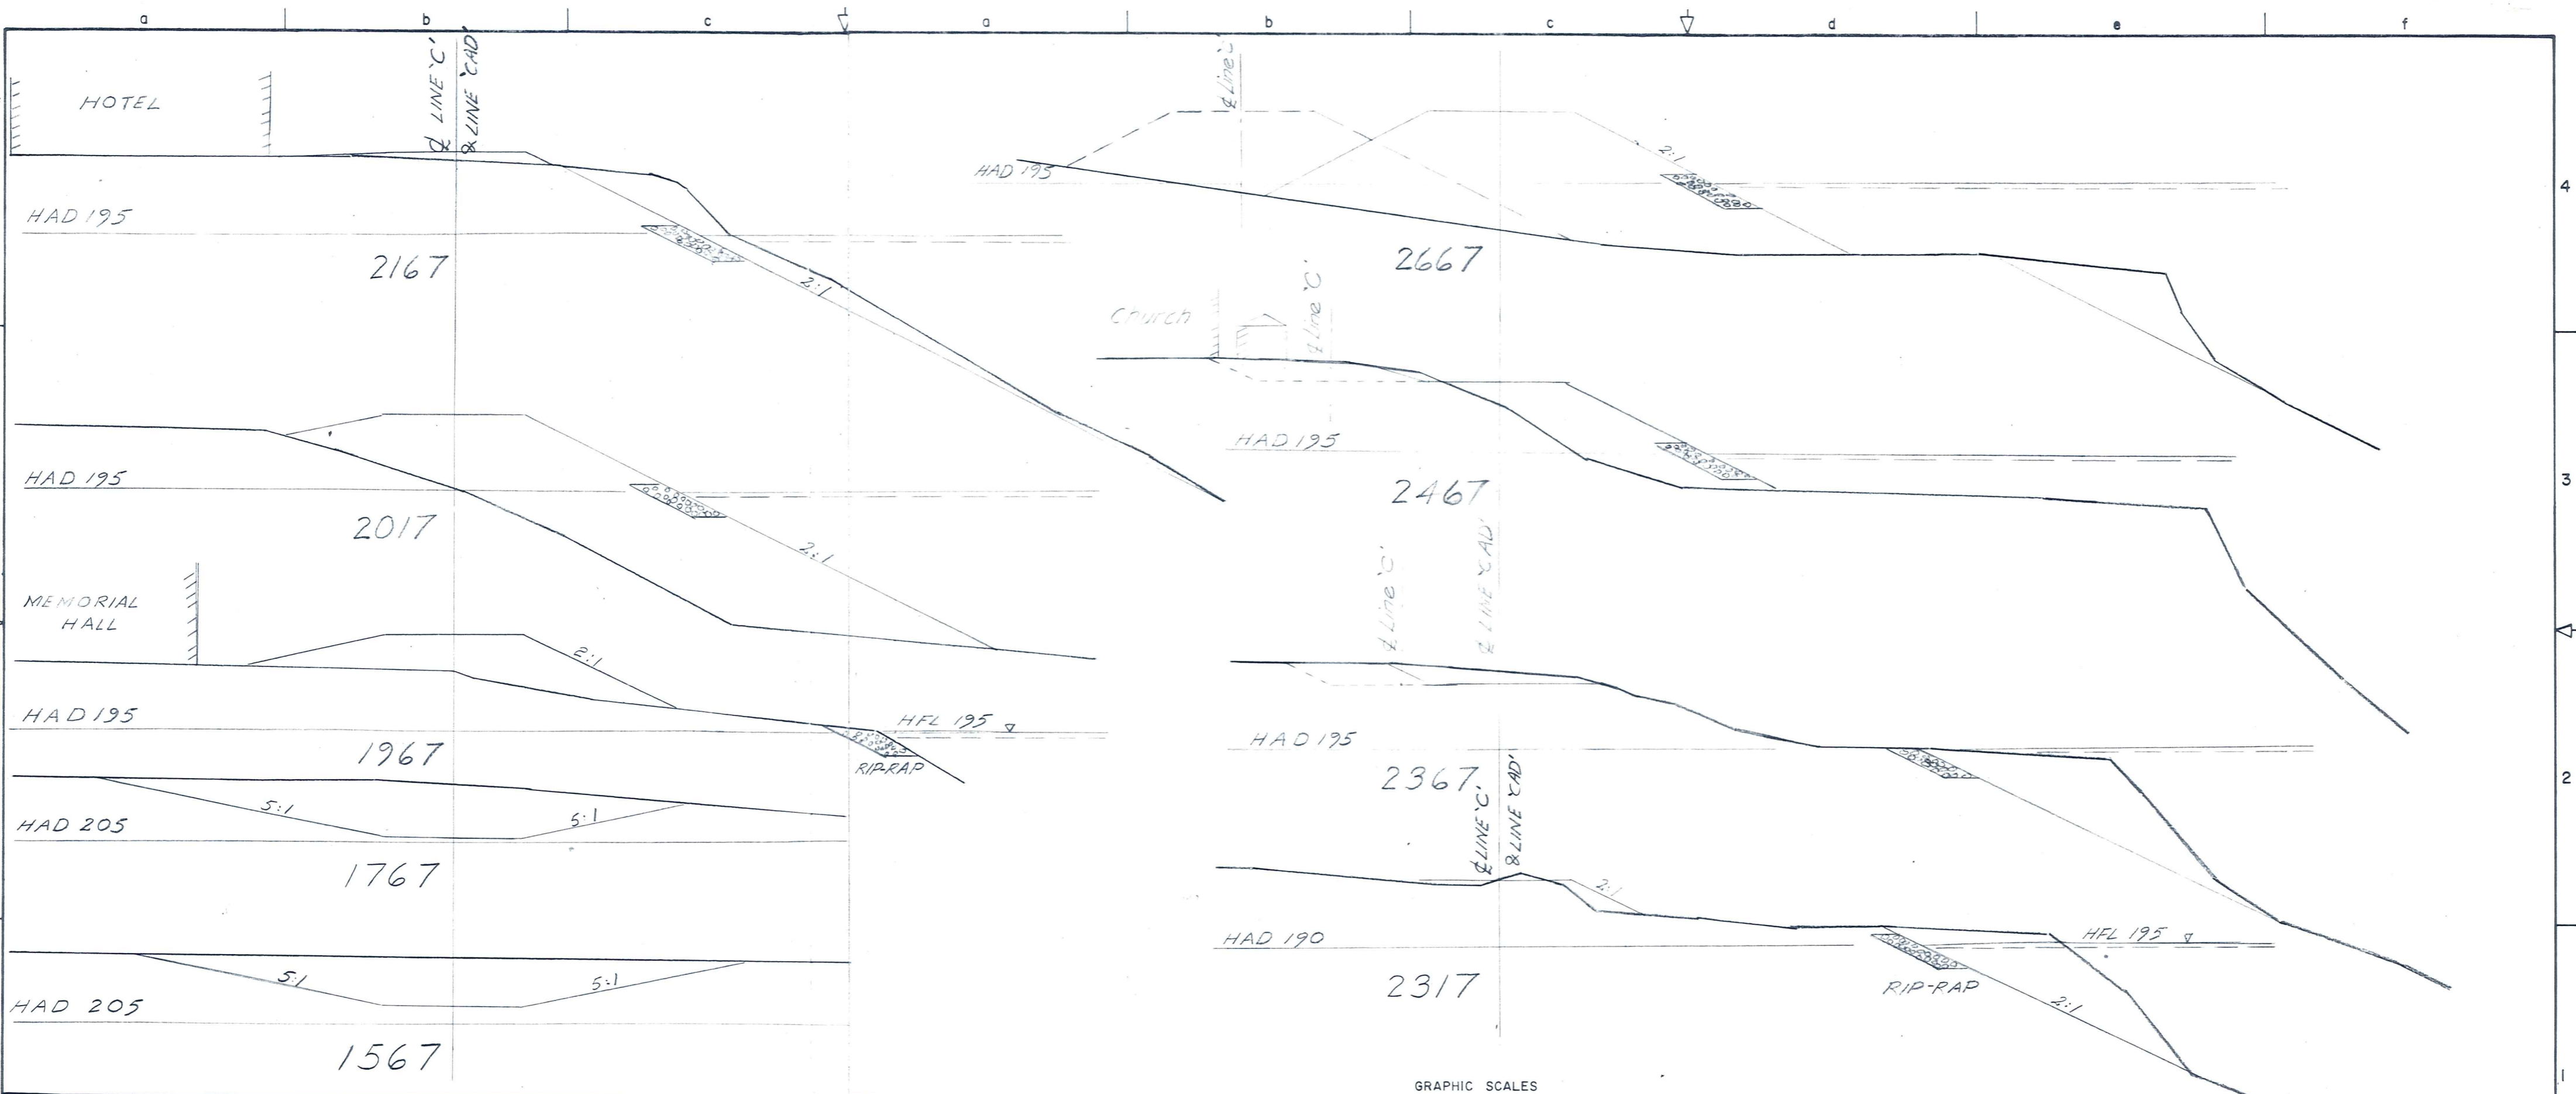 a b c a b c d e f
HOTEL
℄ LINE 'C'
& LINE 'CAD'
HAD 195
2167
2:1
HAD 195
2017
2:1
MEMORIAL
HALL
2:1
HAD 195
HFL 195
1967
RIP-RAP
5:1
5:1
HAD 205
1767
5:1
5:1
HAD 205
1567
℄ Line 'C'
2:1
HAD 195
2667
Church
℄ Line 'C'
HAD 195
2467
℄ Line 'C'
℄ LINE 'CAD'
HAD 195
2367
℄ LINE 'C'
& LINE 'CAD'
2:1
HAD 190
HFL 195
2317
RIP-RAP
2:1
GRAPHIC SCALES
4
3
2
1